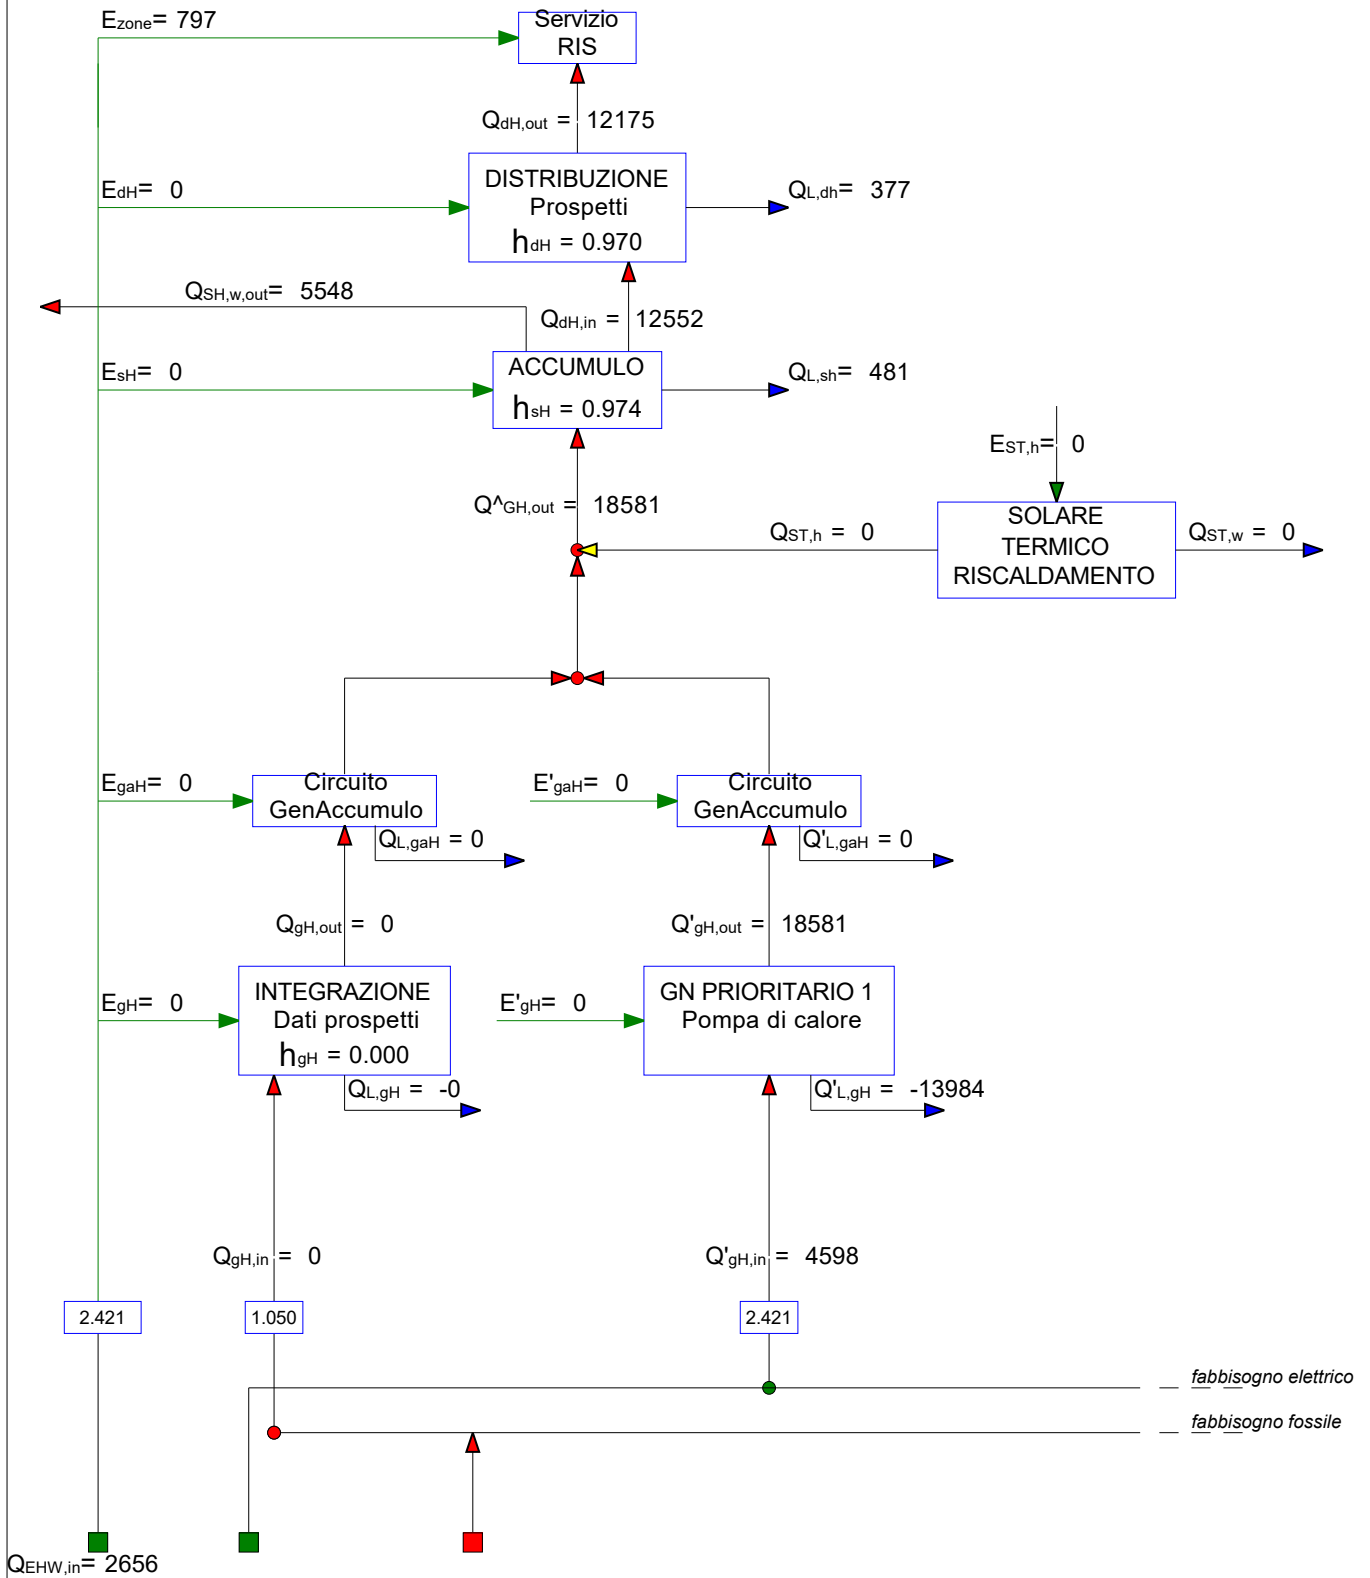 Ezone= 797
Servizio
RIS
QdH,out = 12175
EdH= 0
DISTRIBUZIONE
Prospetti
hdH = 0.970
QL,dh= 377
QSH,w,out= 5548
QdH,in = 12552
EsH= 0
ACCUMULO
hsH = 0.974
QL,sh= 481
EST,h= 0
Q^GH,out = 18581
QST,h = 0
SOLARE
TERMICO
RISCALDAMENTO
QST,w = 0
EgaH= 0
Circuito
GenAccumulo
E'gaH= 0
Circuito
GenAccumulo
QL,gaH = 0
Q'L,gaH = 0
QgH,out = 0
Q'gH,out = 18581
EgH= 0
INTEGRAZIONE
Dati prospetti
hgH = 0.000
E'gH= 0
GN PRIORITARIO 1
Pompa di calore
QL,gH = -0
Q'L,gH = -13984
QgH,in = 0
Q'gH,in = 4598
2.421
1.050
2.421
fabbisogno elettrico
fabbisogno fossile
QEHW,in= 2656